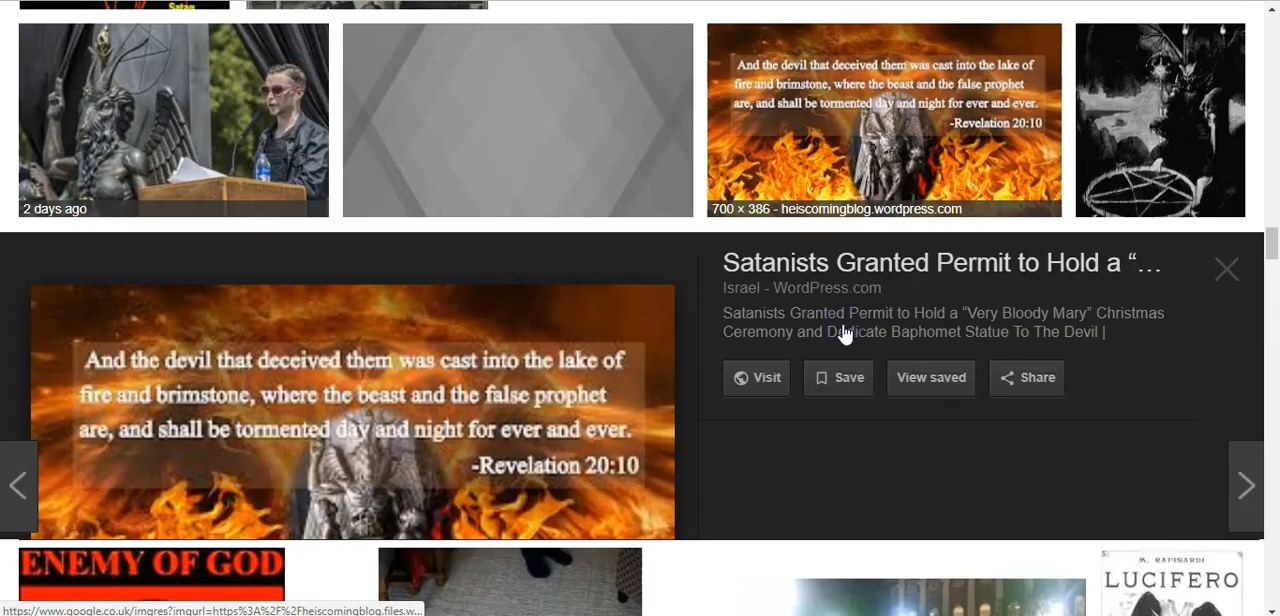 Satan
2 days ago
And the devil that deceived them was cast into the lake of
fire and brimstone, where the beast and the false prophet
are, and shall be tormented day and night for ever and ever.
-Revelation 20:10
700 × 386 - heiscomingblog.wordpress.com
Satanists Granted Permit to Hold a “...
Israel - WordPress.com
Satanists Granted Permit to Hold a “Very Bloody Mary” Christmas
Ceremony and Dedicate Baphomet Statue To The Devil |
Visit
Save
View saved
Share
And the devil that deceived them was cast into the lake of
fire and brimstone, where the beast and the false prophet
are, and shall be tormented day and night for ever and ever.
-Revelation 20:10
ENEMY OF GOD
M. RAPISARDI
LUCIFERO
https://www.google.co.uk/imgres?imgurl=https%3A%2F%2Fheiscomingblog.files.w...